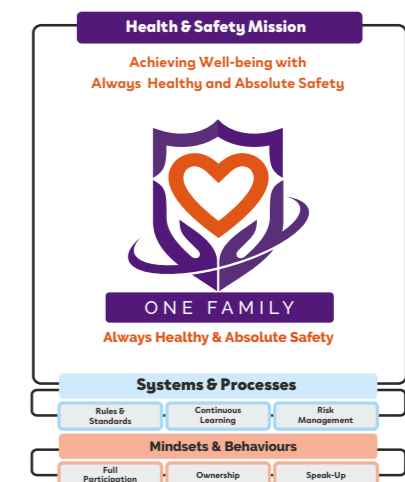 Health & Safety Mission
Achieving Well-being with
Always Healthy and Absolute Safety
ONE FAMILY
Always Healthy & Absolute Safety
Systems & Processes
Rules &
Standards
Continuous
Learning
Risk
Management
Mindsets & Behaviours
Full
Participation
Ownership
Speak-Up